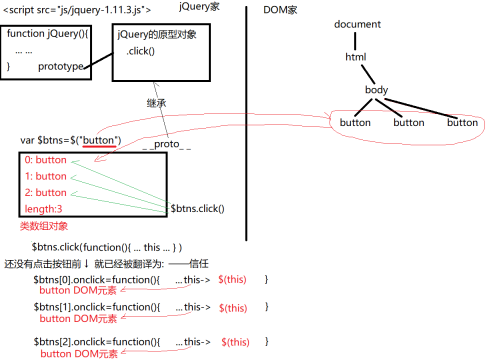 <script src="js/jquery-1.11.3.js">
jQuery家
DOM家
function jQuery(){
... ...
}
prototype
jQuery的原型对象
.click()
继承
document
html
body
button
button
button
var $btns=$("button")
__proto__
0: button
1: button
2: button
length:3
$btns.click()
类数组对象
$btns.click(function(){ ... this ... } )
还没有点击按钮前↓ 就已经被翻译为: ——信任
$btns[0].onclick=function(){ ...this-> $(this) }
button DOM元素
$btns[1].onclick=function(){ ...this-> $(this) }
button DOM元素
$btns[2].onclick=function(){ ...this-> $(this) }
button DOM元素